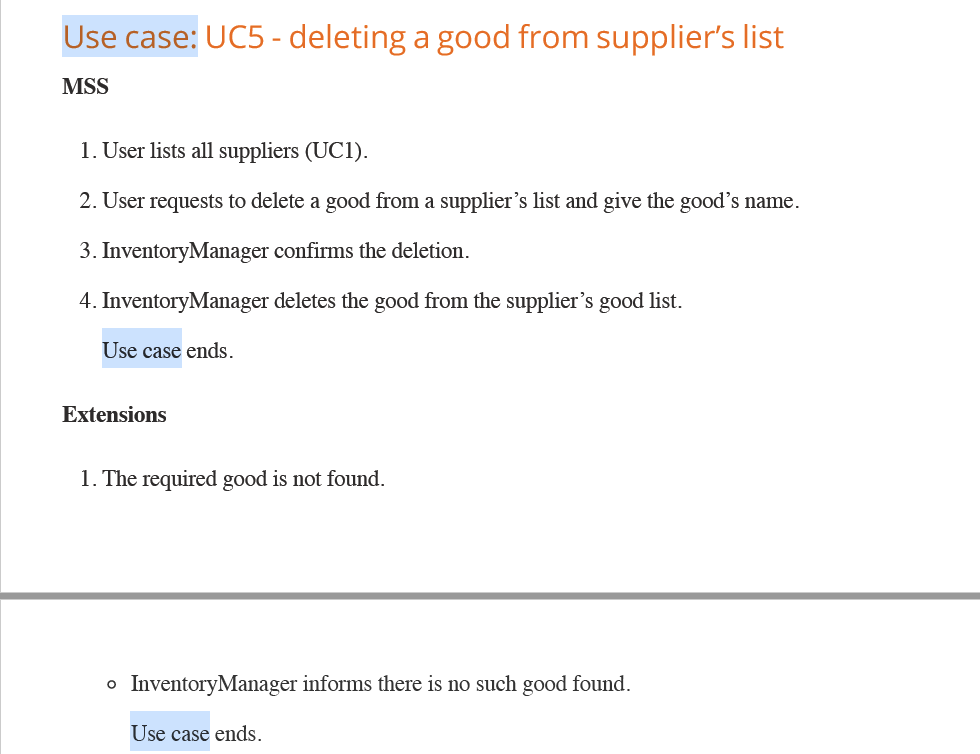 Use case: UC5 - deleting a good from supplier’s list
MSS
1. User lists all suppliers (UC1).
2. User requests to delete a good from a supplier’s list and give the good’s name.
3. InventoryManager confirms the deletion.
4. InventoryManager deletes the good from the supplier’s good list.
Use case ends.
Extensions
1. The required good is not found.
○ InventoryManager informs there is no such good found.
Use case ends.